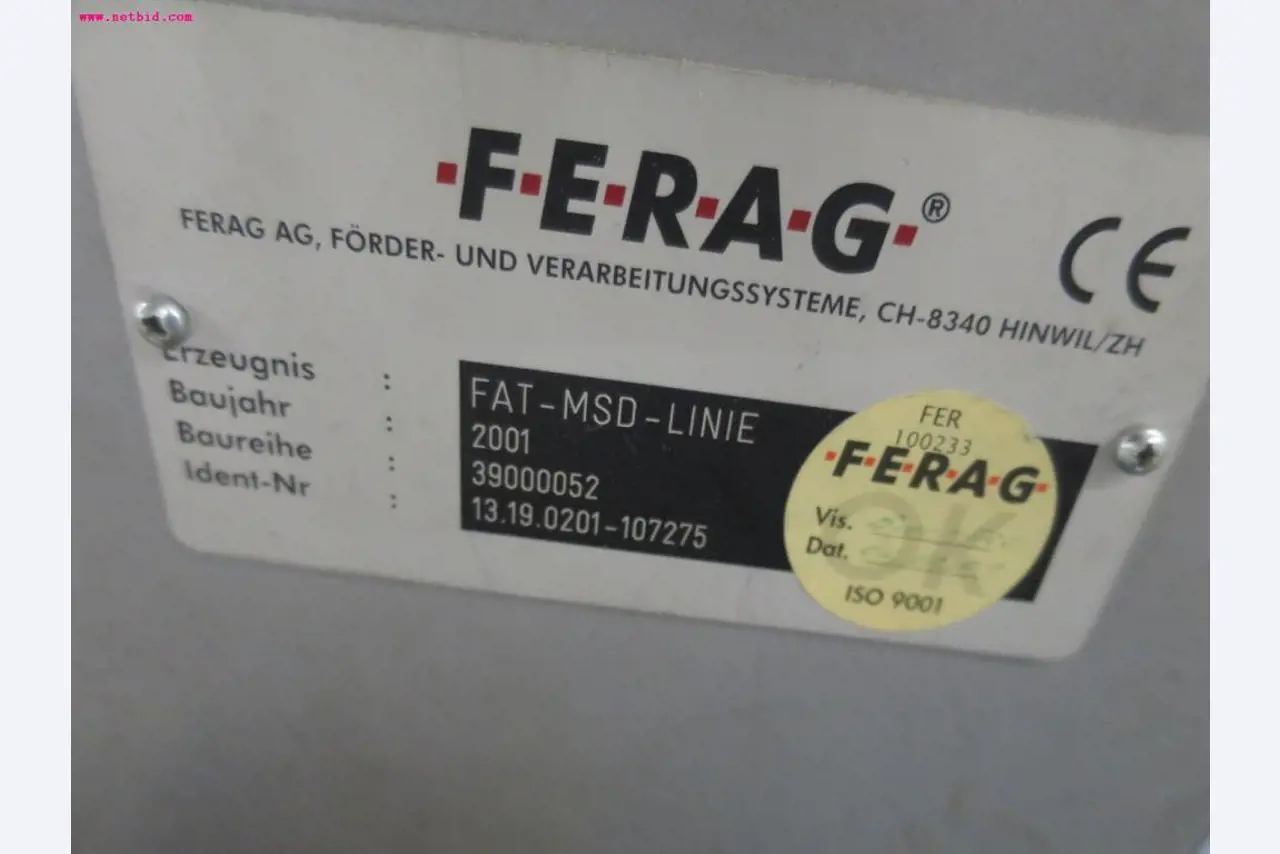 www.netbid.com
·F·E·R·A·G·®
FERAG AG, FÖRDER- UND VERARBEITUNGSSYSTEME, CH-8340 HINWIL/ZH
CE
Erzeugnis : FAT-MSD-LINIE
Baujahr : 2001
Baureihe : 39000052
Ident-Nr : 13.19.0201-107275
FER
100233
·F·E·R·A·G·
OK
Vis.
Dat.
ISO 9001